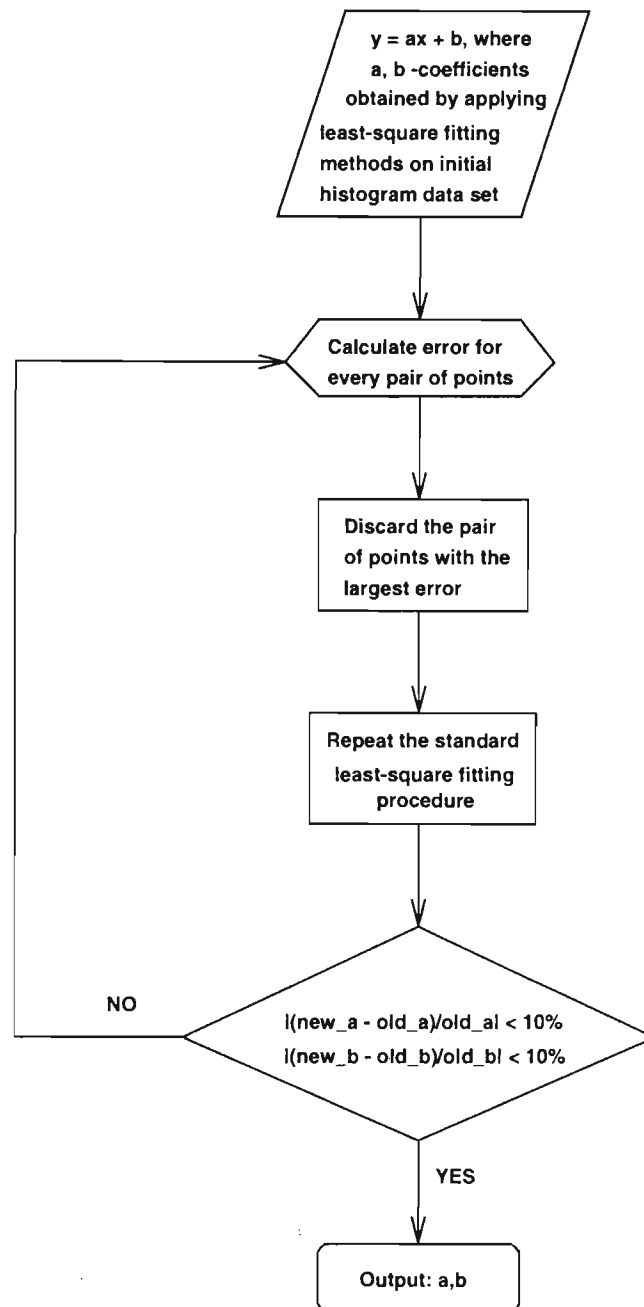 y = ax + b, where
a, b -coefficients
obtained by applying
least-square fitting
methods on initial
histogram data set
Calculate error for
every pair of points
Discard the pair
of points with the
largest error
Repeat the standard
least-square fitting
procedure
NO
|(new_a - old_a)/old_a| < 10%
|(new_b - old_b)/old_b| < 10%
YES
Output: a,b